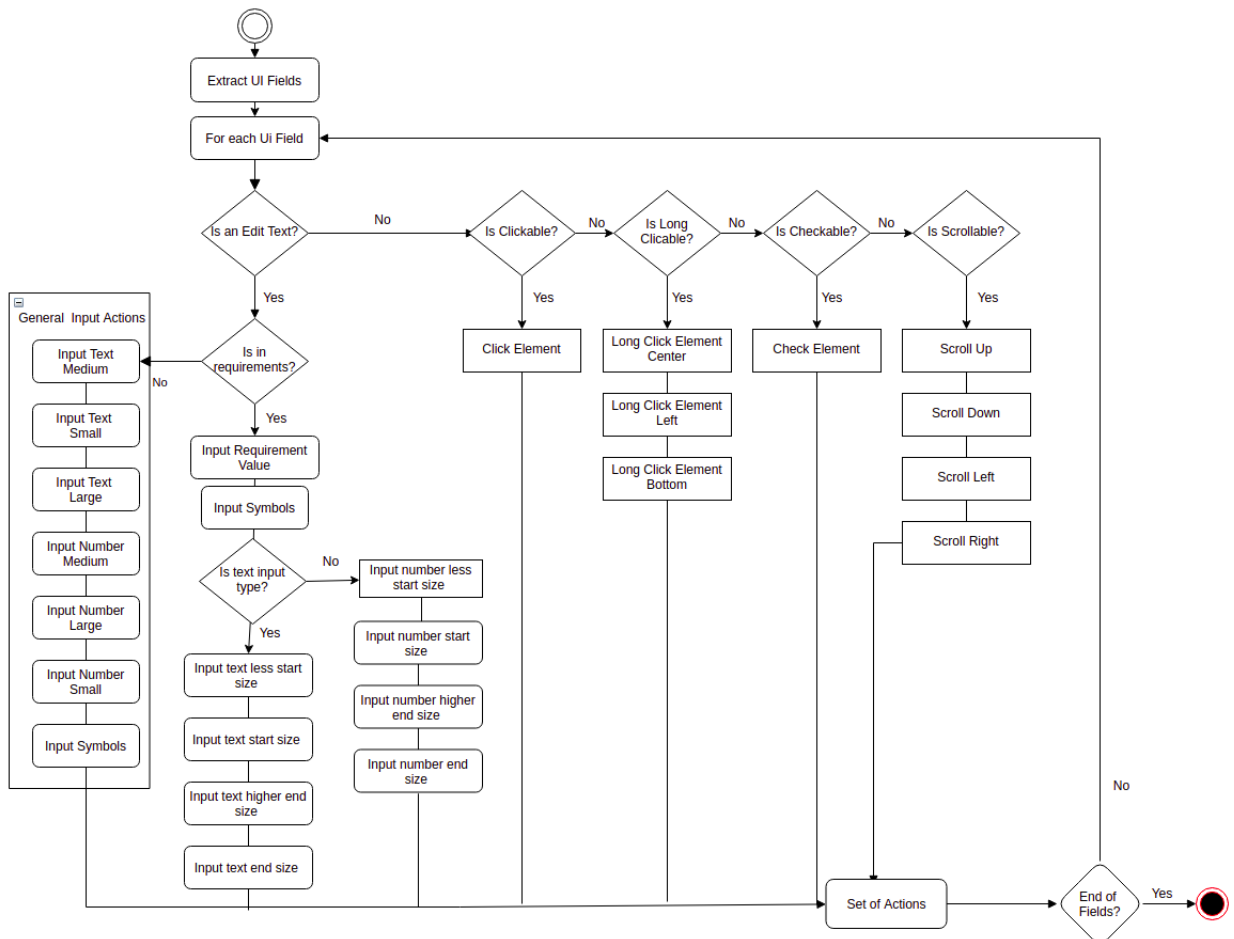 Extract UI Fields
For each Ui Field
Is an Edit Text?
No
Is Clickable?
No
Is Long
Clicable?
No
Is Checkable?
No
Is Scrollable?
Yes
Yes
Yes
Yes
Yes
General Input Actions
Input Text
Medium
Input Text
Small
Input Text
Large
Input Number
Medium
Input Number
Large
Input Number
Small
Input Symbols
No
Is in
requirements?
Yes
Input Requirement
Value
Input Symbols
Is text input
type?
No
Yes
Input text less start
size
Input text start size
Input text higher end
size
Input text end size
Input number less
start size
Input number start
size
Input number higher
end size
Input number end
size
Click Element
Long Click Element
Center
Long Click Element
Left
Long Click Element
Bottom
Check Element
Scroll Up
Scroll Down
Scroll Left
Scroll Right
Set of Actions
No
End of
Fields?
Yes